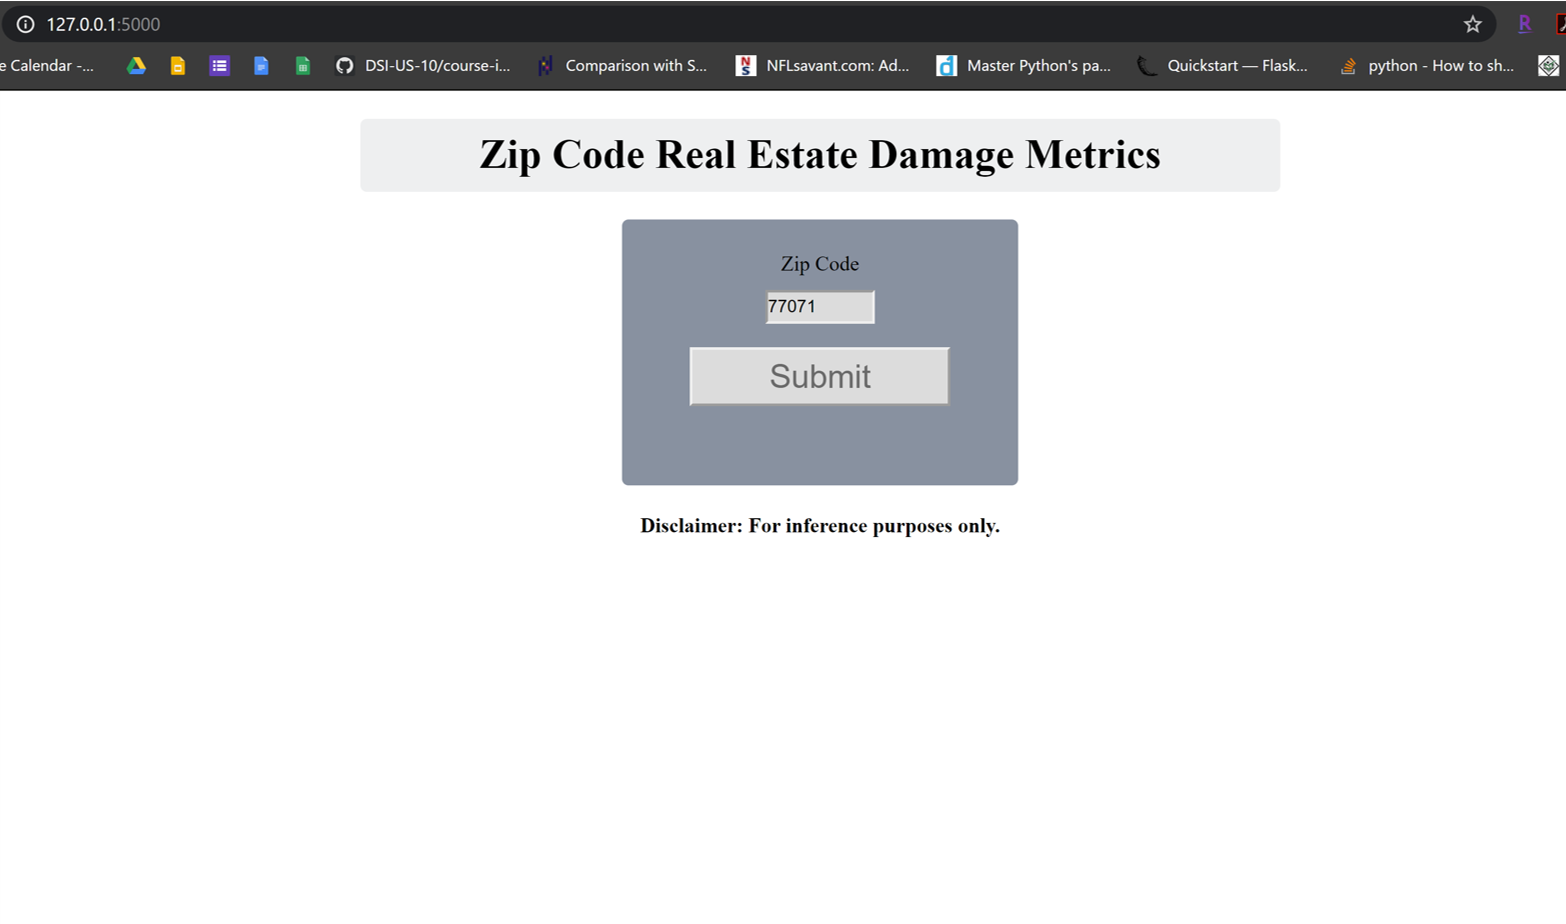 127.0.0.1:5000
e Calendar -...
DSI-US-10/course-i...
Comparison with S...
NFLsavant.com: Ad...
Master Python's pa...
Quickstart — Flask...
python - How to sh...
Zip Code Real Estate Damage Metrics
Zip Code
77071
Submit
Disclaimer: For inference purposes only.